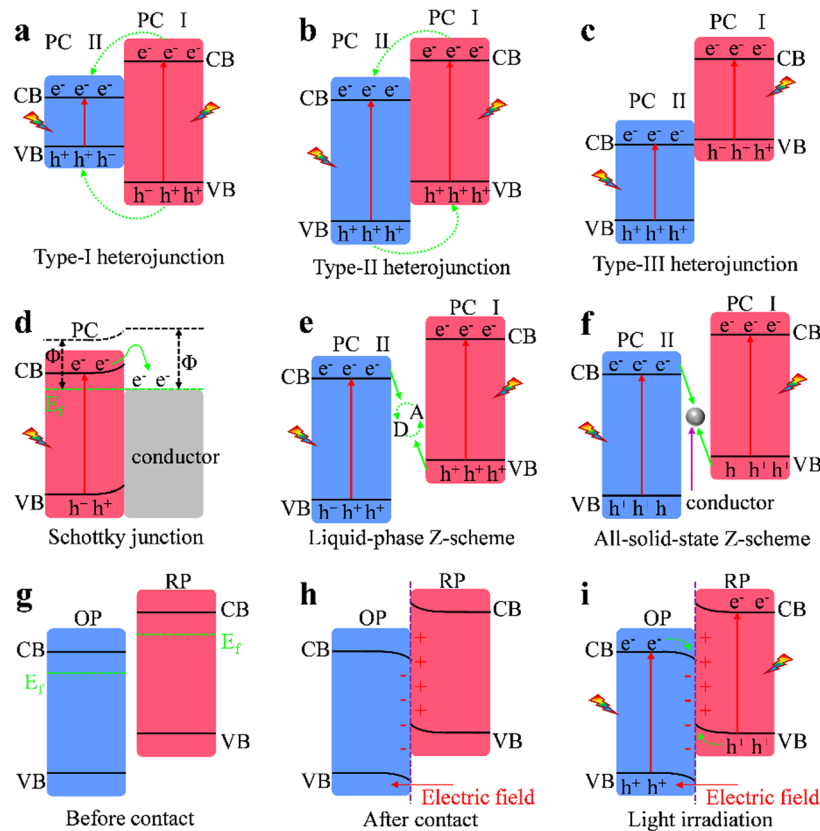 a
PC II
PC I
e⁻ e⁻ e⁻
e⁻ e⁻ e⁻
CB
CB
VB
h⁺ h⁺ h⁻
h⁻ h⁺ h⁺
VB
Type-I heterojunction
b
PC II
PC I
e⁻ e⁻ e⁻
e⁻ e⁻ e⁻
CB
CB
VB
h⁺ h⁺ h⁺
h⁻ h⁺ h⁺
VB
Type-II heterojunction
c
PC I
PC II
e⁻ e⁻ e⁻
CB
e⁻ e⁻ e⁻
CB
h⁻ h⁻ h⁺
VB
VB
h⁺ h⁺ h⁺
Type-III heterojunction
d
PC
Φ
Φ
CB
e⁻ e⁻
e⁻ e⁻
E_f
conductor
VB
h⁻ h⁺
Schottky junction
e
PC I
PC II
e⁻ e⁻ e⁻
CB
e⁻ e⁻ e⁻
CB
A
D
h⁺ h⁺ h⁺
VB
VB
h⁻ h⁺ h⁺
Liquid-phase Z-scheme
f
PC I
PC II
e⁻ e⁻ e⁻
CB
e⁻ e⁻ e⁻
CB
h h⁺ h⁺
VB
conductor
VB
h⁺ h⁺ h
All-solid-state Z-scheme
g
RP
OP
CB
E_f
CB
E_f
VB
VB
Before contact
h
RP
OP
CB
CB
+
+
+
+
-
-
-
-
VB
VB
Electric field
After contact
i
RP
OP
e⁻ e⁻
CB
e⁻ e⁻
CB
+
+
+
+
-
-
-
-
h⁺ h⁺
VB
VB
h⁺ h⁺
Electric field
Light irradiation